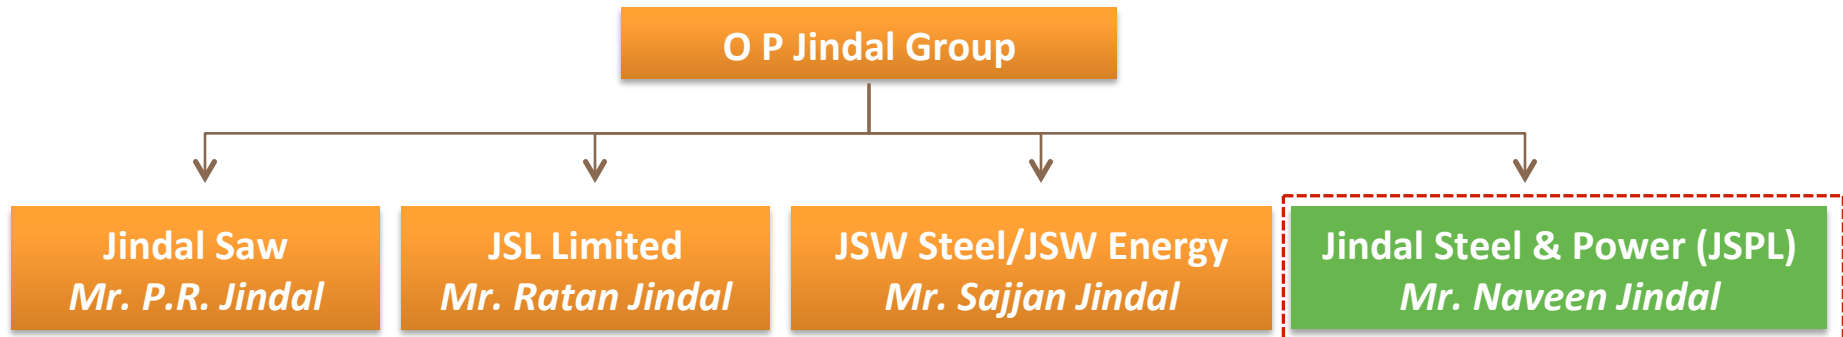 O P Jindal Group
Jindal Saw
Mr. P.R. Jindal
JSL Limited
Mr. Ratan Jindal
JSW Steel/JSW Energy
Mr. Sajjan Jindal
Jindal Steel & Power (JSPL)
Mr. Naveen Jindal